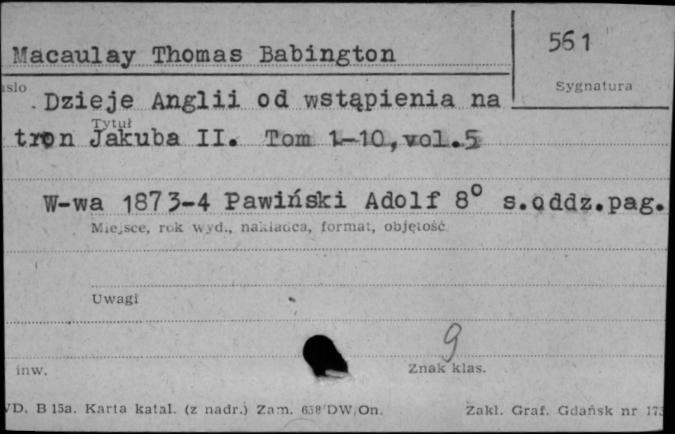 Macaulay Thomas Babington
561
Sygnatura
Dzieje Anglii od wstąpienia na
Tytuł
tron Jakuba II. Tom 1-10, vol.5
W-wa 1873-4 Pawiński Adolf 8° s.oddz.pag.
Miejsce, rok wyd., nakładca, format, objętość
Uwagi
9
inw.
Znak klas.
B 15a. Karta katal. (z nadr.) Zam. 658/DW/On.
Zakl. Graf. Gdańsk nr 173